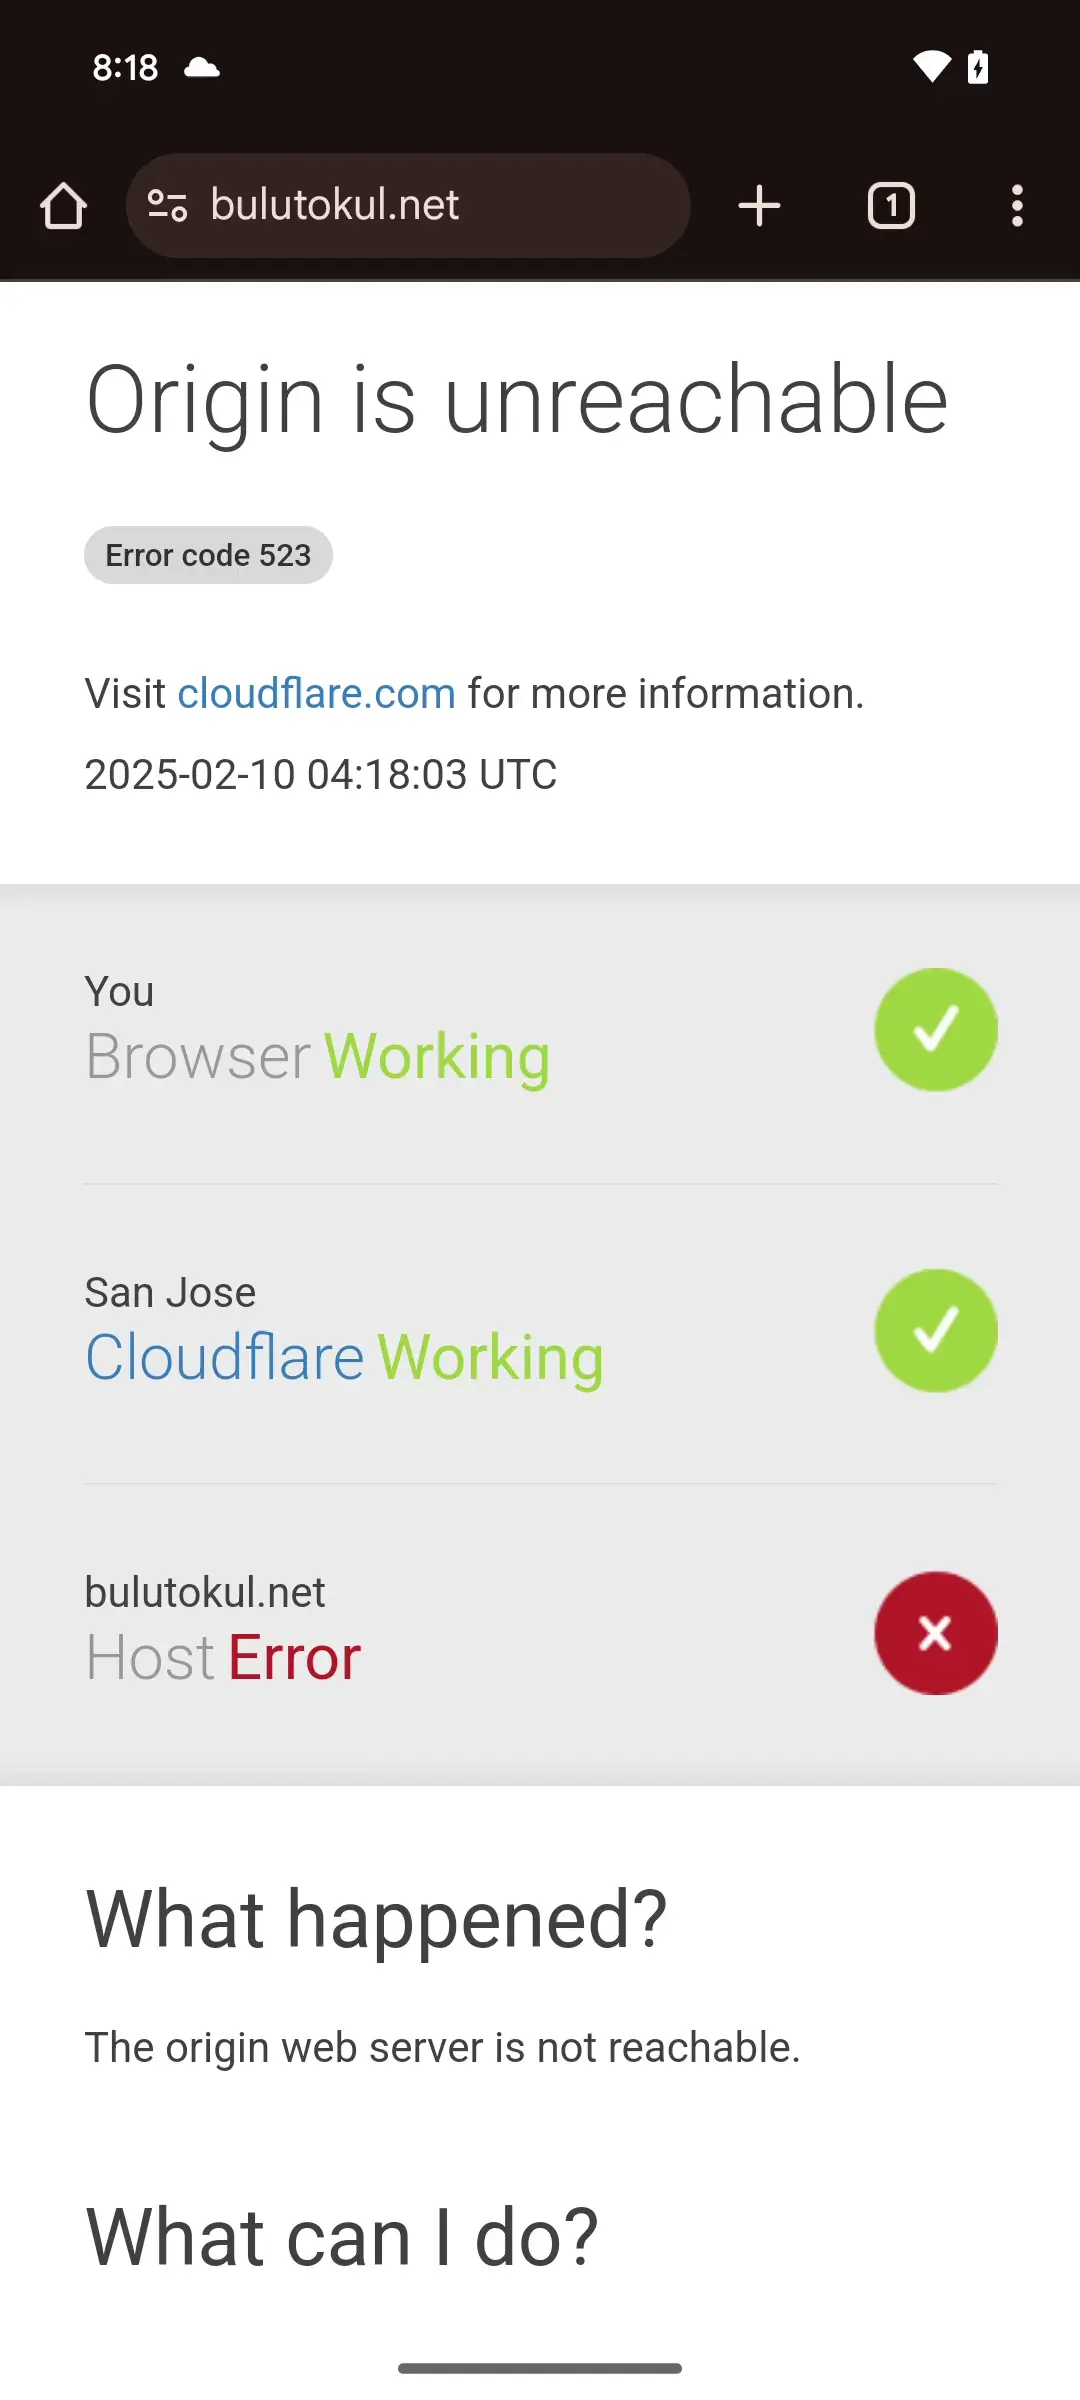 8:18
bulutokul.net
1
Origin is unreachable
Error code 523
Visit cloudflare.com for more information.
2025-02-10 04:18:03 UTC
You
Browser Working
San Jose
Cloudflare Working
bulutokul.net
Host Error
What happened?
The origin web server is not reachable.
What can I do?